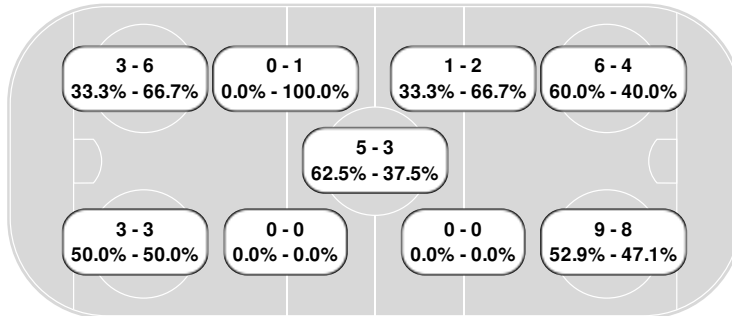 3 - 6
33.3% - 66.7%
0 - 1
0.0% - 100.0%
1 - 2
33.3% - 66.7%
6 - 4
60.0% - 40.0%
5 - 3
62.5% - 37.5%
3 - 3
50.0% - 50.0%
0 - 0
0.0% - 0.0%
0 - 0
0.0% - 0.0%
9 - 8
52.9% - 47.1%